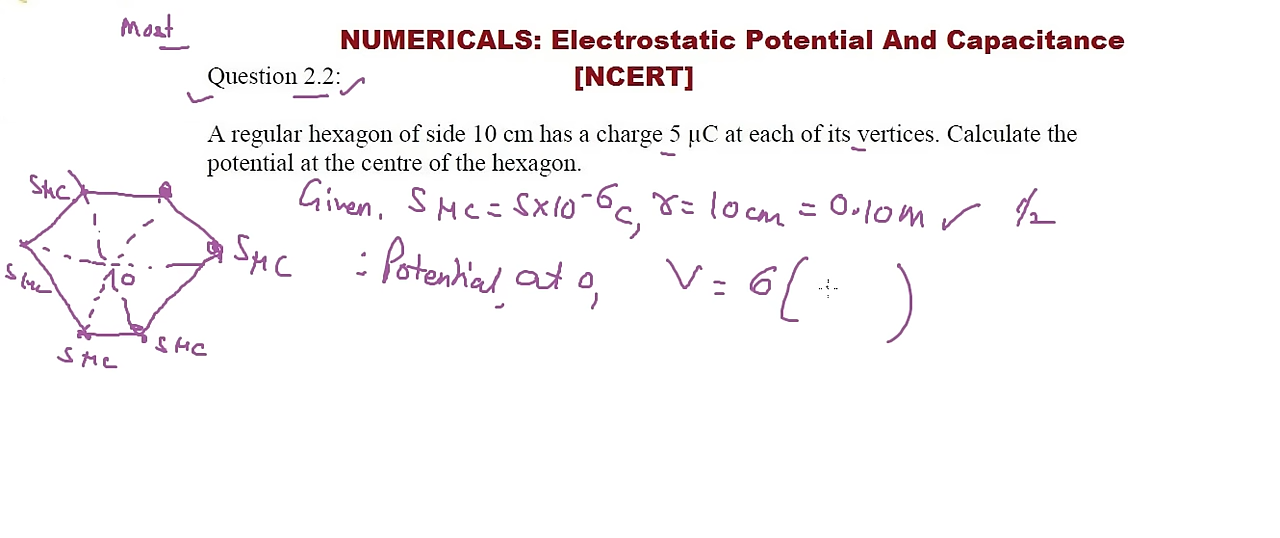 Most
NUMERICALS: Electrostatic Potential And Capacitance
[NCERT]
Question 2.2:
A regular hexagon of side 10 cm has a charge 5 μC at each of its vertices. Calculate the
potential at the centre of the hexagon.
5μC
Given, 5μC = 5×10⁻⁶C, r = 10cm = 0.10m ✓ 1/2
5μC
5μC
10
∴ Potential at O, V = 6( )
5μC
5μC